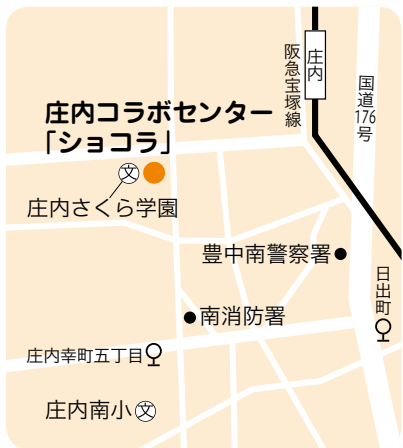 庄内
阪急宝塚線
国道176号
庄内コラボセンター
「ショコラ」
文
庄内さくら学園
豊中南警察署
日出町
南消防署
庄内幸町五丁目
庄内南小
文